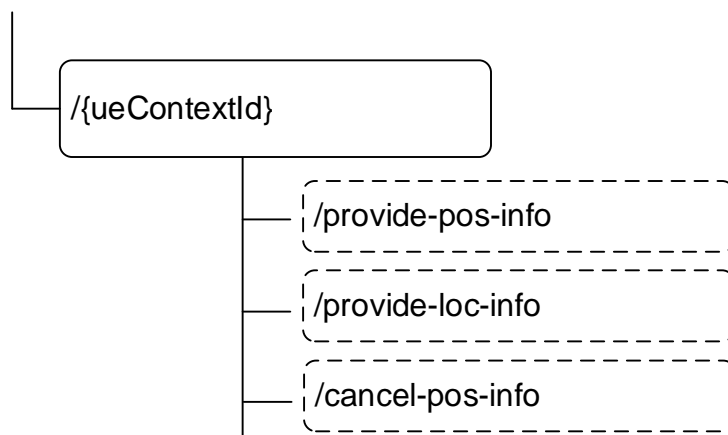 /{ueContextId}
/provide-pos-info
/provide-loc-info
/cancel-pos-info